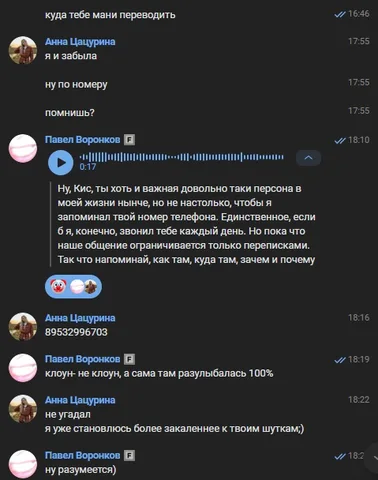 куда тебе мани переводить
16:46
Анна Цацурина
17:55
я и забыла
ну по номеру
17:55
помнишь?
17:55
Павел Воронков F
18:10
0:17
Ну, Кис, ты хоть и важная довольно таки персона в
моей жизни нынче, но не настолько, чтобы я
запоминал твой номер телефона. Единственное, если
б я, конечно, звонил тебе каждый день. Но пока что
наше общение ограничивается только переписками.
Так что напоминай, как там, куда там, зачем и почему
Анна Цацурина
18:16
89532996703
Павел Воронков F
18:19
клоун- не клоун, а сама там разулыбалась 100%
Анна Цацурина
18:22
не угадал
я уже становлюсь более закаленнее к твоим шуткам;)
Павел Воронков F
ну разумеется)